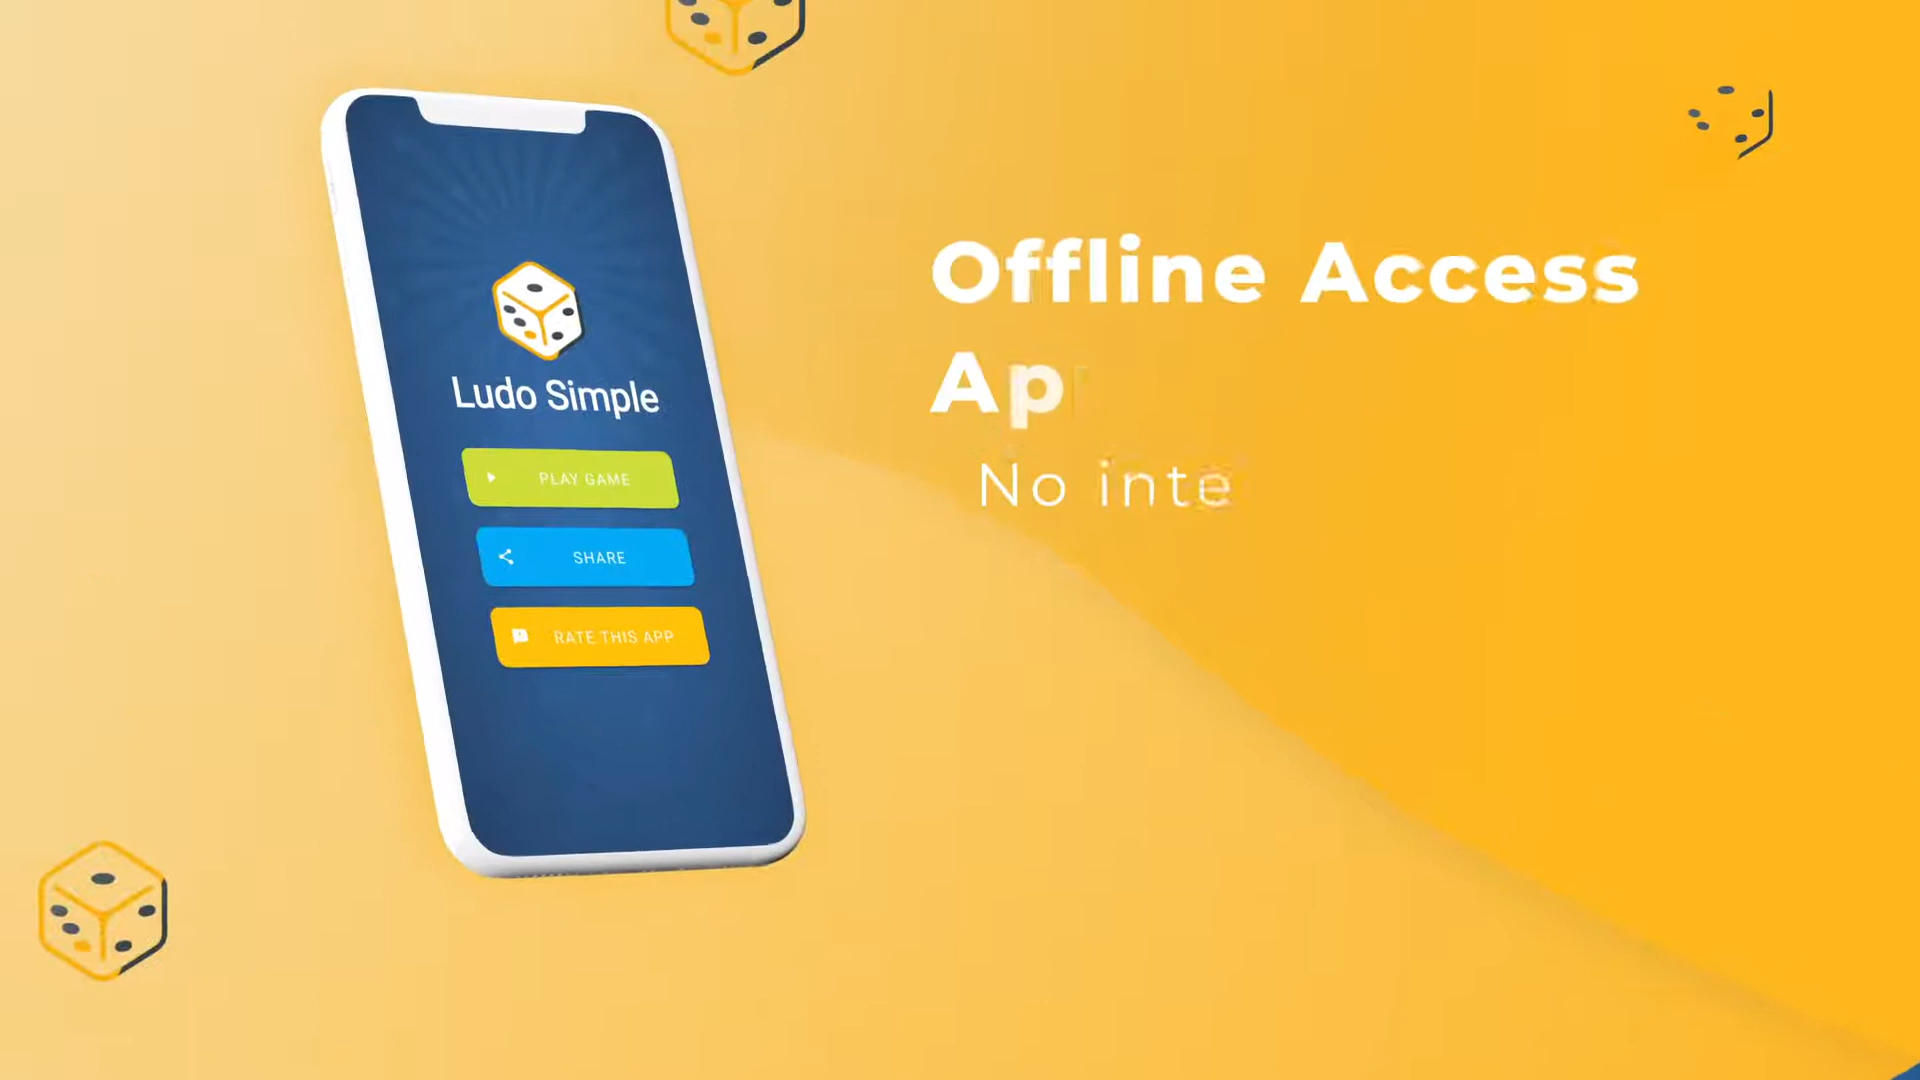 Offline Access
Ap
No inte
Ludo Simple
PLAY GAME
SHARE
RATE THIS APP